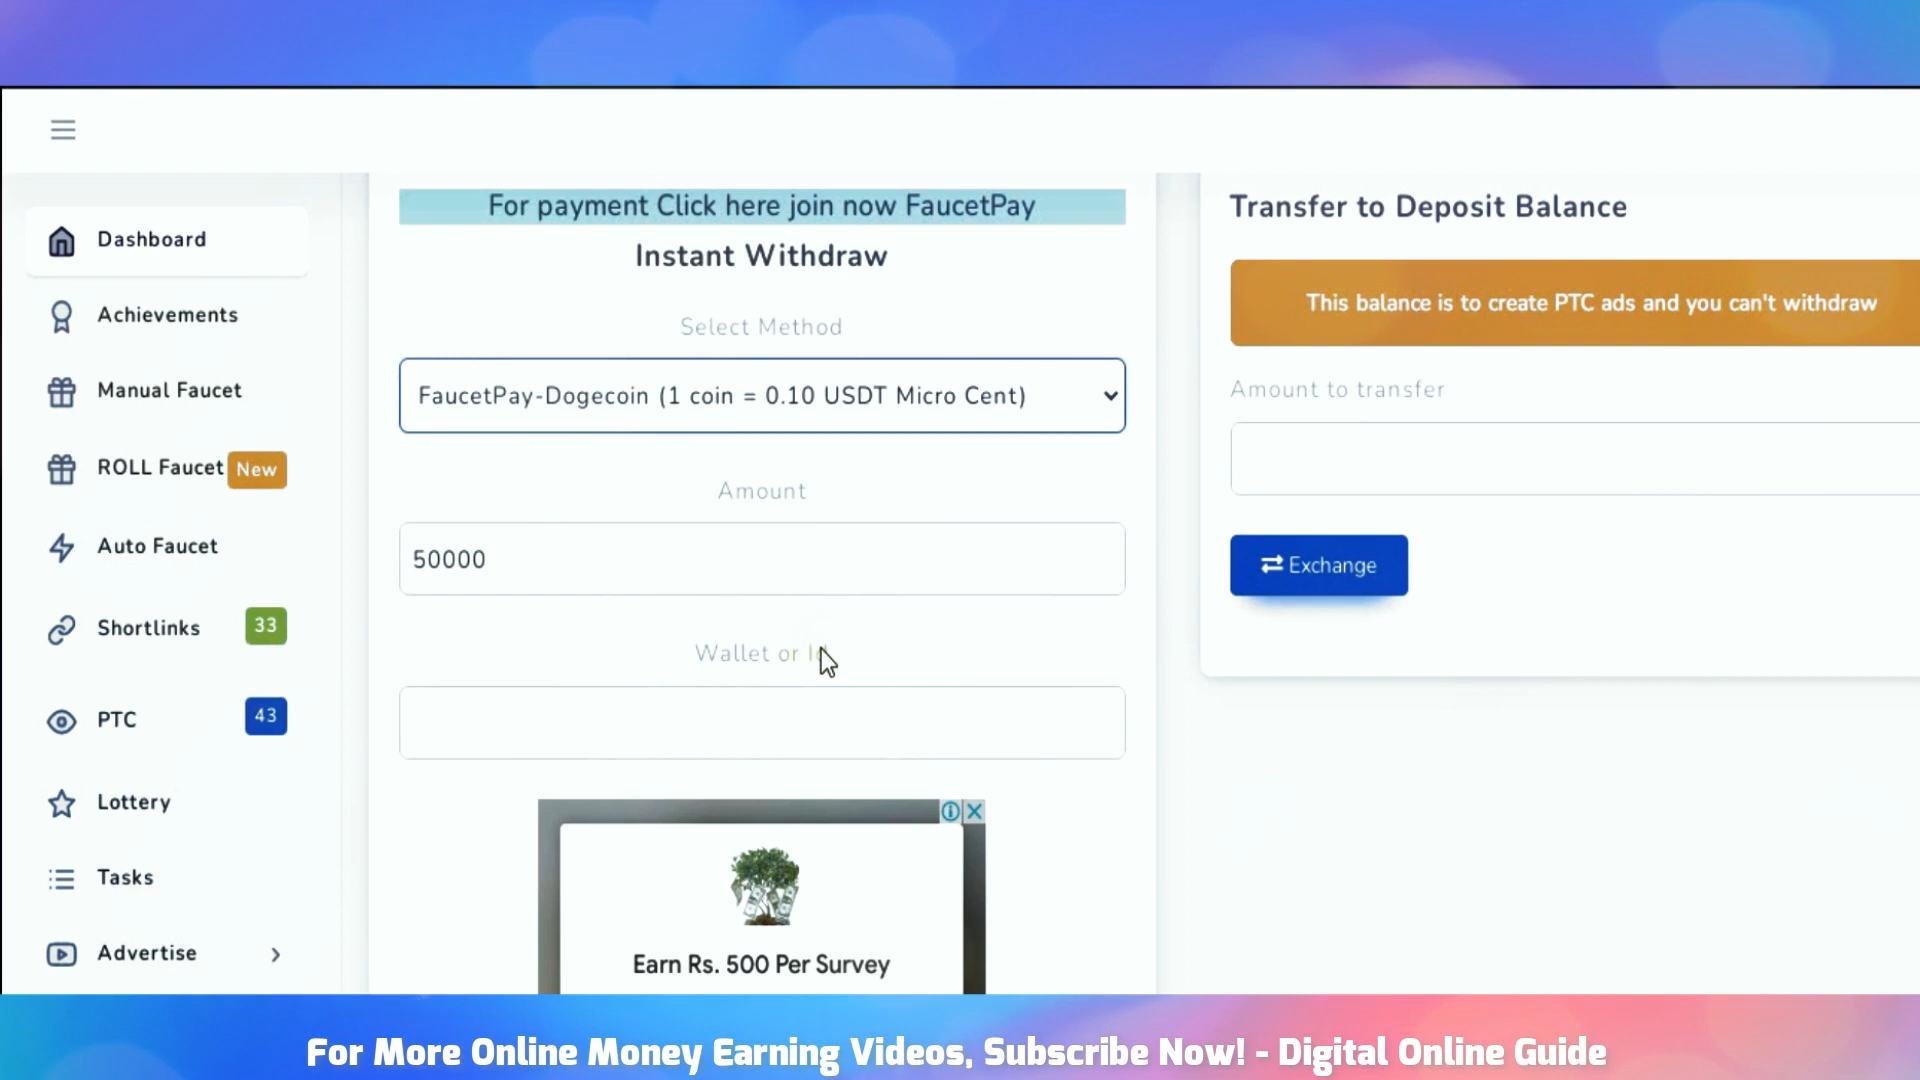 Dashboard
Achievements
Manual Faucet
ROLL Faucet New
Auto Faucet
Shortlinks 33
PTC 43
Lottery
Tasks
Advertise
For payment Click here join now FaucetPay
Instant Withdraw
Select Method
FaucetPay-Dogecoin (1 coin = 0.10 USDT Micro Cent)
Amount
50000
Wallet or Id
Earn Rs. 500 Per Survey
Transfer to Deposit Balance
This balance is to create PTC ads and you can't withdraw
Amount to transfer
Exchange
For More Online Money Earning Videos, Subscribe Now! - Digital Online Guide